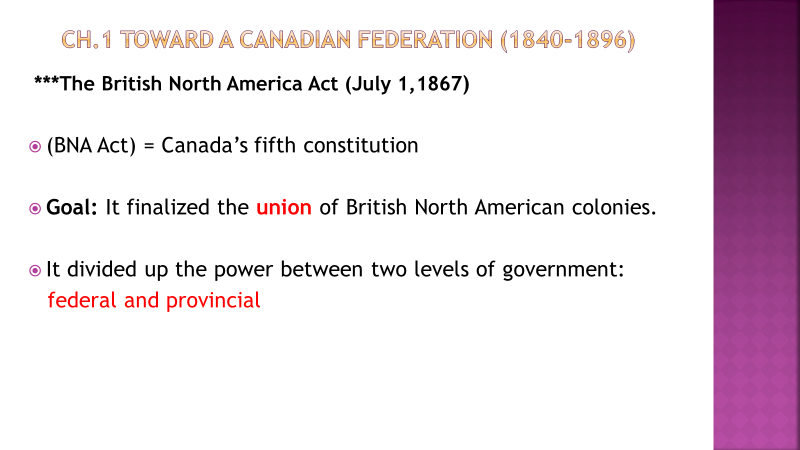 CH.1 TOWARD A CANADIAN FEDERATION (1840-1896)
***The British North America Act (July 1,1867)
(BNA Act) = Canada’s fifth constitution
Goal: It finalized the union of British North American colonies.
It divided up the power between two levels of government:
federal and provincial